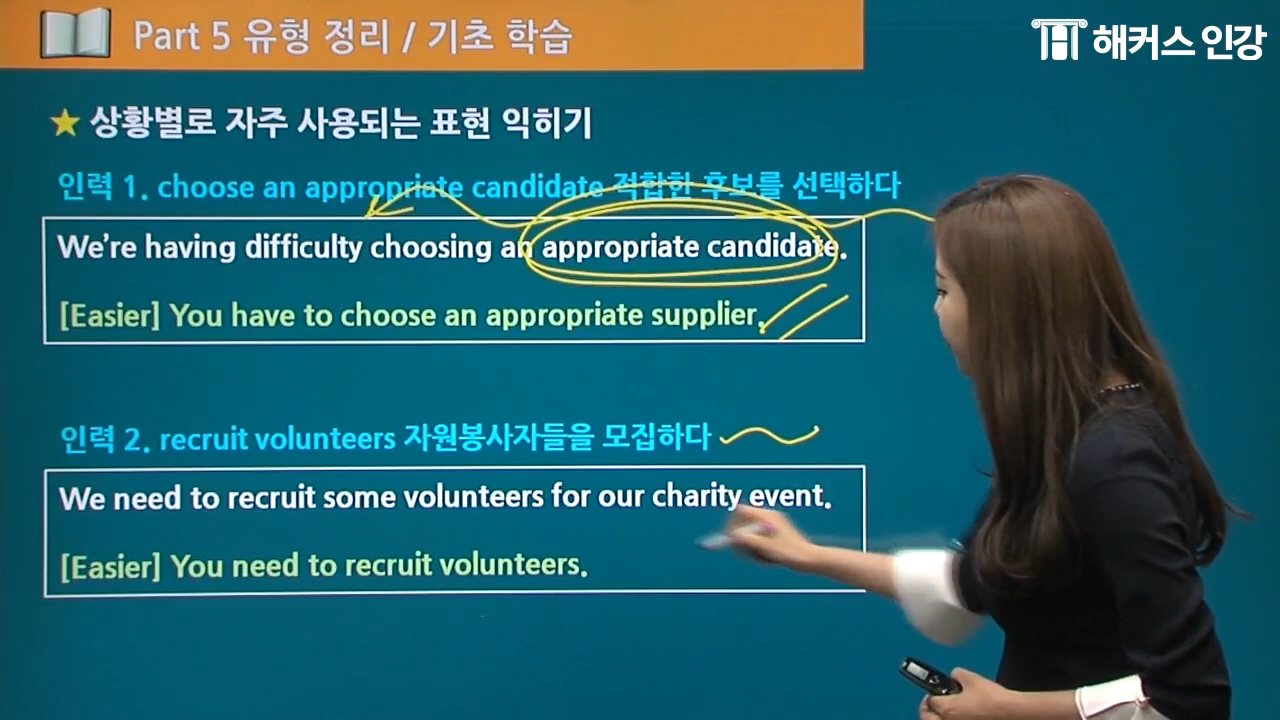 Part 5 유형 정리 / 기초 학습
해커스 인강
상황별로 자주 사용되는 표현 익히기
인력 1. choose an appropriate candidate 적합한 후보를 선택하다
We're having difficulty choosing an appropriate candidate.
[Easier] You have to choose an appropriate supplier.
인력 2. recruit volunteers 자원봉사자들을 모집하다
We need to recruit some volunteers for our charity event.
[Easier] You need to recruit volunteers.